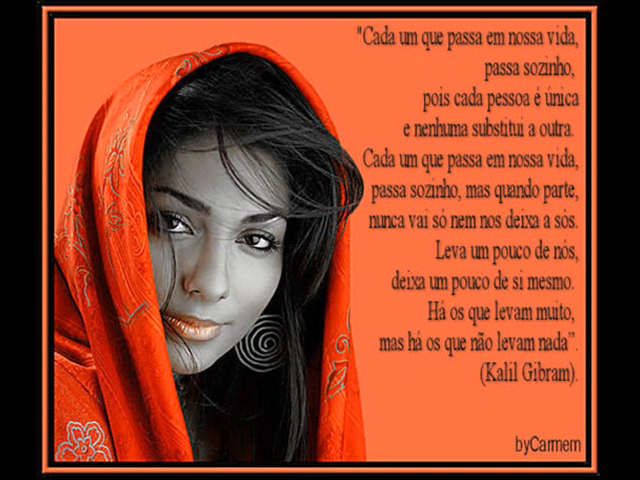 "Cada um que passa em nossa vida,
passa sozinho,
pois cada pessoa é única
e nenhuma substitui a outra.
Cada um que passa em nossa vida,
passa sozinho, mas quando parte,
nunca vai só nem nos deixa a sós.
Leva um pouco de nós,
deixa um pouco de si mesmo.
Há os que levam muito,
mas há os que não levam nada”.
(Kalil Gibram).
byCarmem